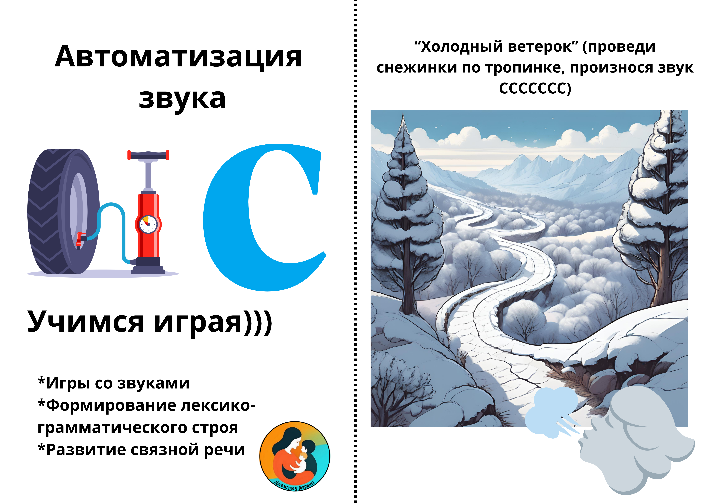 Автоматизация
звука
С
Учимся играя)))
*Игры со звуками
*Формирование лексико-
грамматического строя
*Развитие связной речи
“Холодный ветерок” (проведи
снежинки по тропинке, произнося звук
ССССССС)